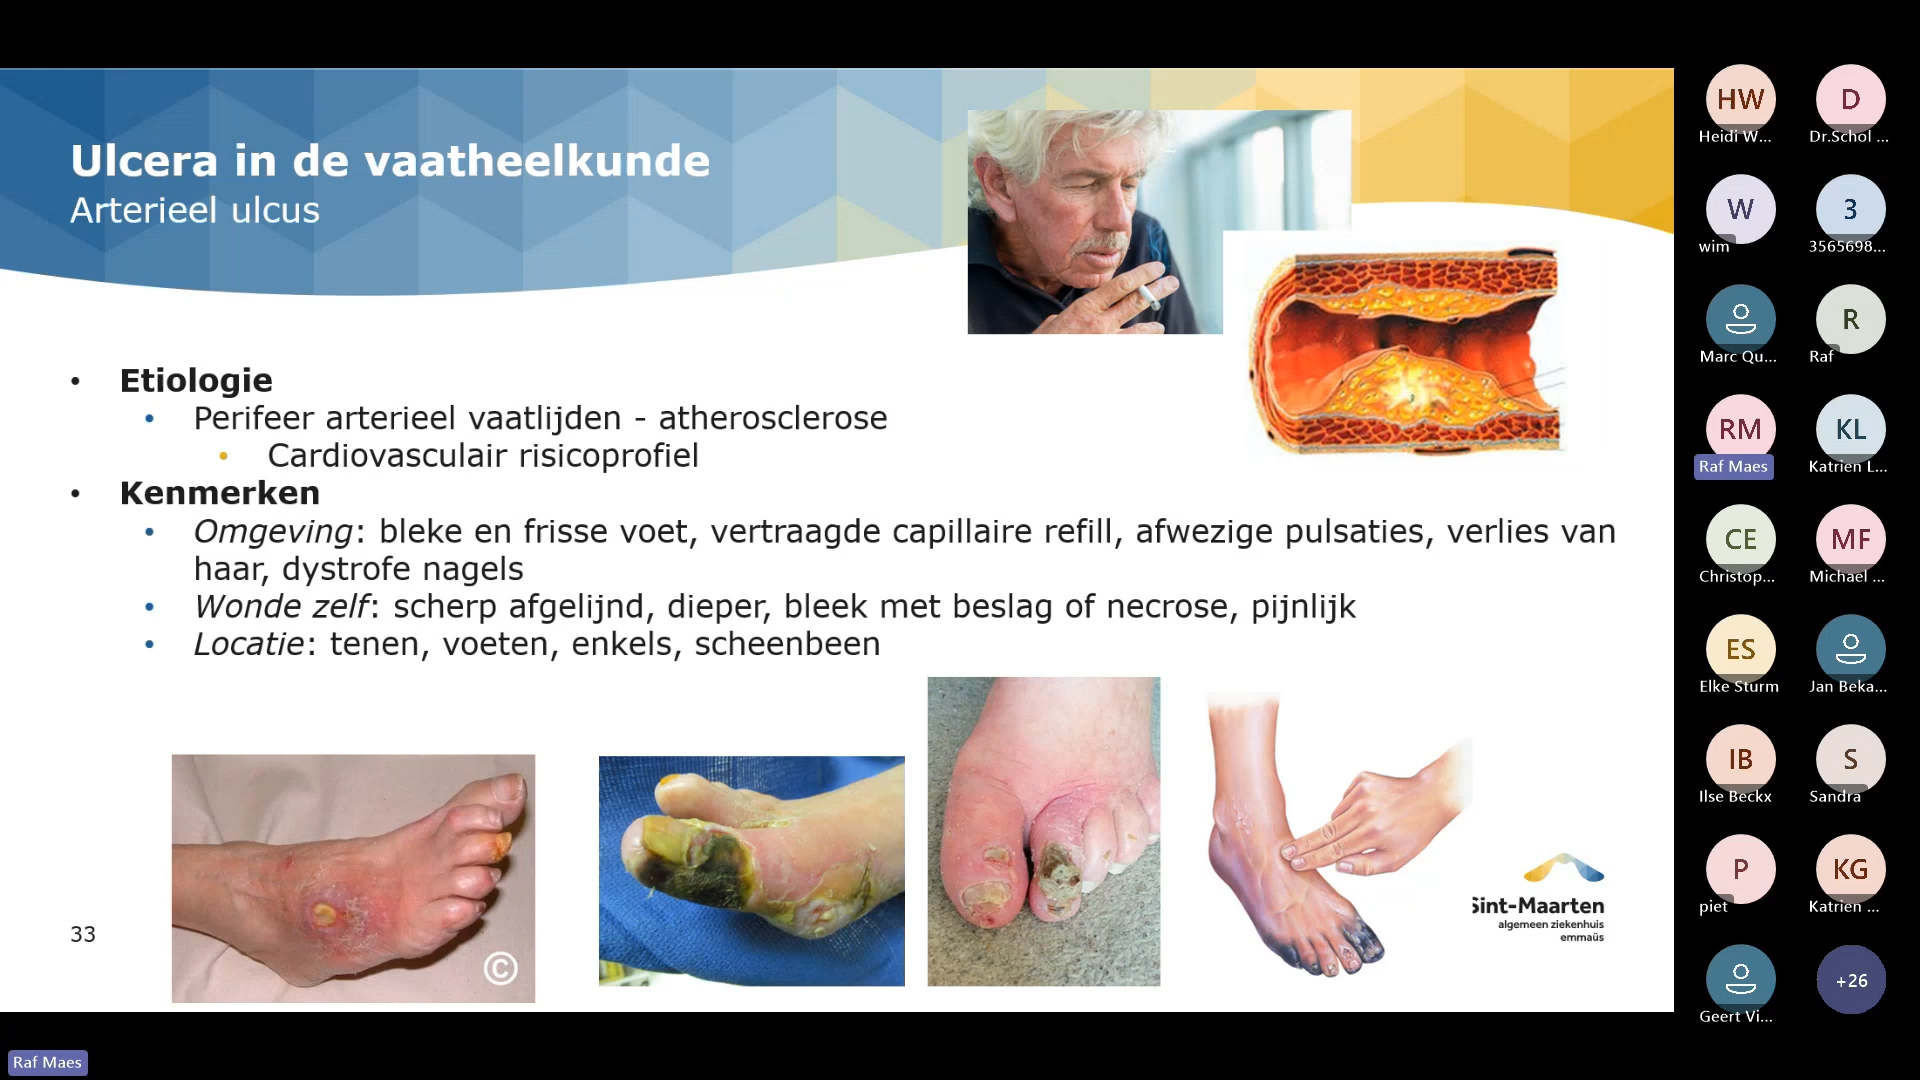 Ulcera in de vaatheelkunde
Arterieel ulcus
• Etiologie
• Perifeer arterieel vaatlijden - atherosclerose
• Cardiovasculair risicoprofiel
• Kenmerken
• Omgeving: bleke en frisse voet, vertraagde capillaire refill, afwezige pulsaties, verlies van
haar, dystrofe nagels
• Wonde zelf: scherp afgelijnd, dieper, bleek met beslag of necrose, pijnlijk
• Locatie: tenen, voeten, enkels, scheenbeen
33
©
Sint-Maarten
algemeen ziekenhuis
emmaüs
HW
Heidi W...
D
Dr.Schol ...
W
wim
3
3565698...
Marc Qu...
R
Raf
RM
Raf Maes
KL
Katrien L...
CE
Christop...
MF
Michael ...
ES
Elke Sturm
Jan Beka...
IB
Ilse Beckx
S
Sandra
P
piet
KG
Katrien ...
Geert Vi...
+26
Raf Maes